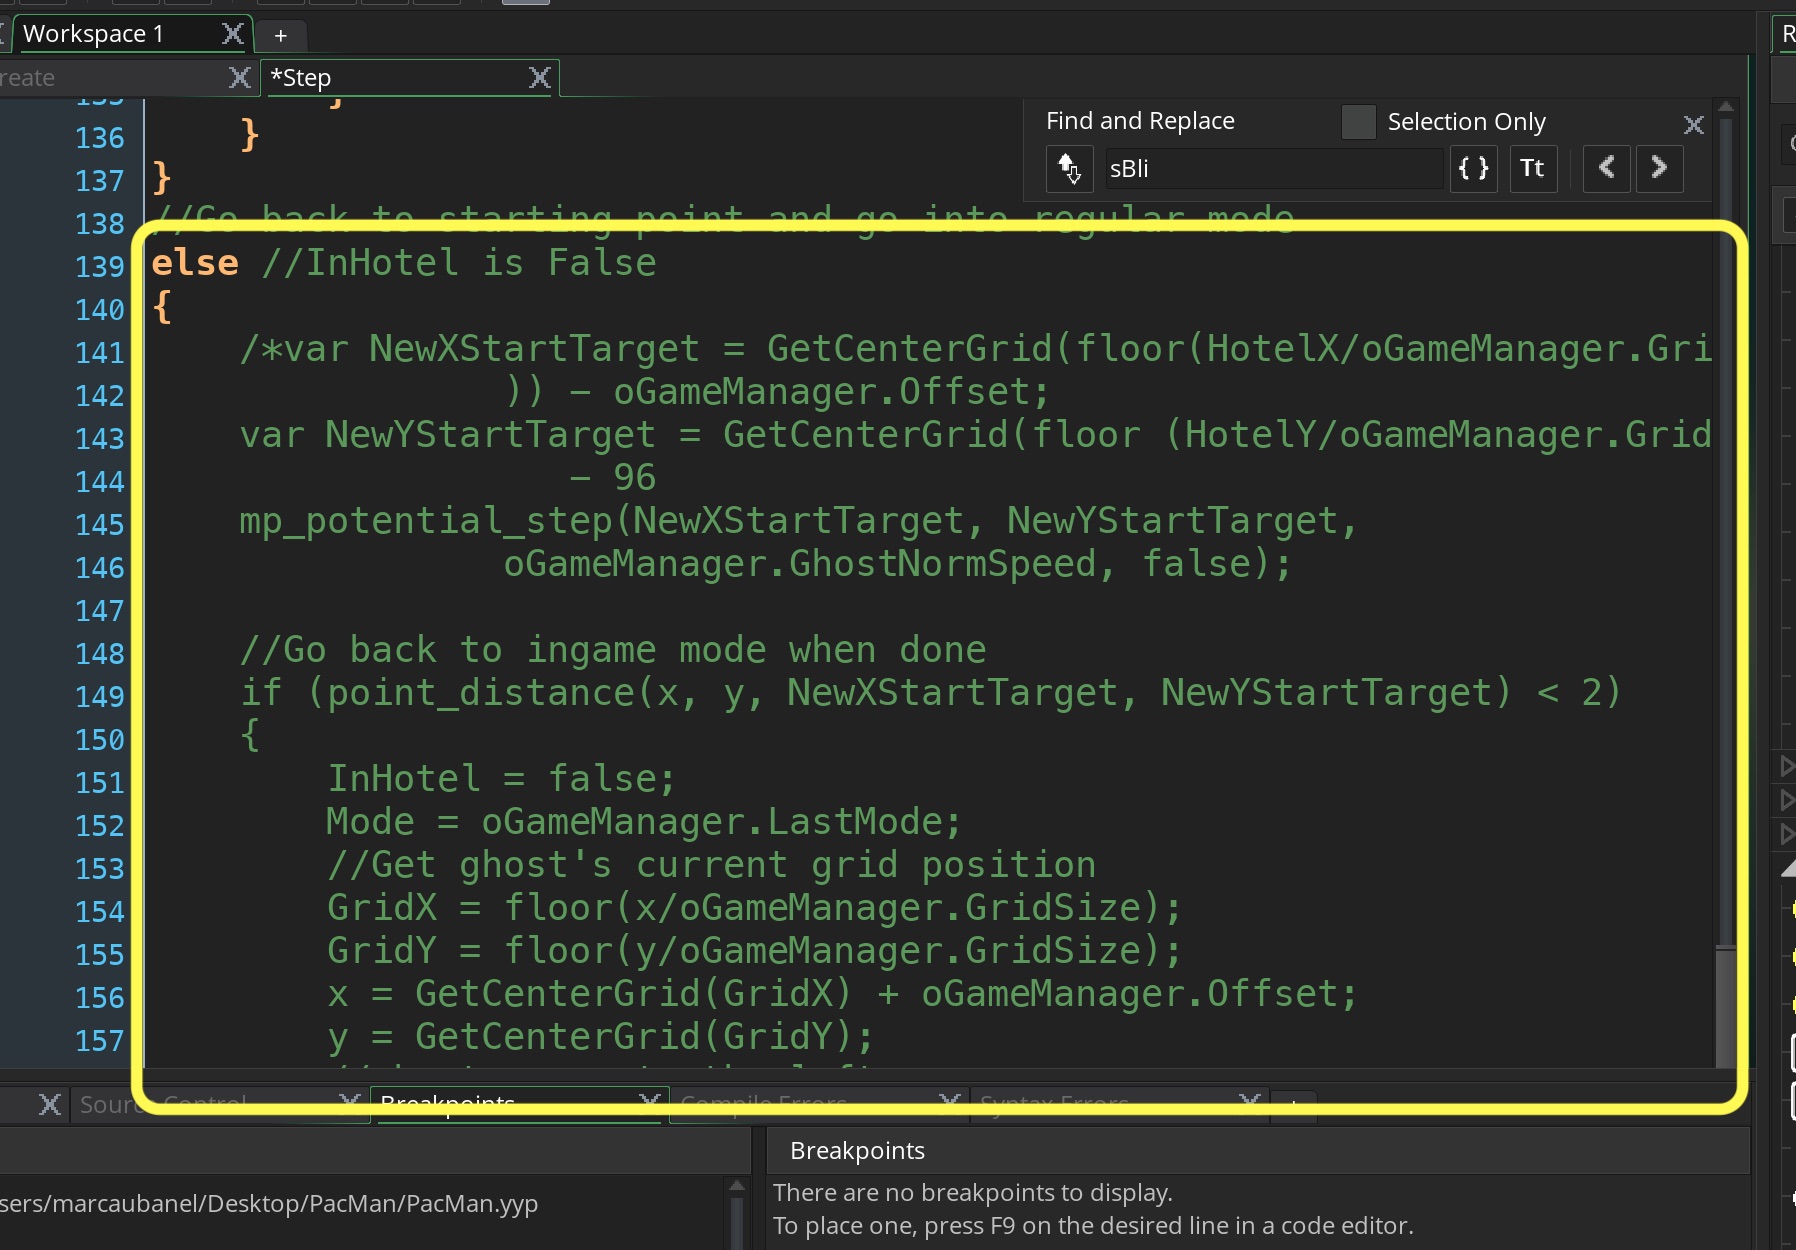 Workspace 1
+
reate
*Step
Find and Replace
Selection Only
sBli
{ }
Tt
136 }
137 }
138 //Go back to starting point and go into regular mode
139 else //InHotel is False
140 {
141 /*var NewXStartTarget = GetCenterGrid(floor(HotelX/oGameManager.Gri
142 )) - oGameManager.Offset;
143 var NewYStartTarget = GetCenterGrid(floor (HotelY/oGameManager.Grid
144 - 96
145 mp_potential_step(NewXStartTarget, NewYStartTarget,
146 oGameManager.GhostNormSpeed, false);
147
148 //Go back to ingame mode when done
149 if (point_distance(x, y, NewXStartTarget, NewYStartTarget) < 2)
150 {
151 InHotel = false;
152 Mode = oGameManager.LastMode;
153 //Get ghost's current grid position
154 GridX = floor(x/oGameManager.GridSize);
155 GridY = floor(y/oGameManager.GridSize);
156 x = GetCenterGrid(GridX) + oGameManager.Offset;
157 y = GetCenterGrid(GridY);
Source Control
Breakpoints
Compile Errors
Syntax Errors
Breakpoints
There are no breakpoints to display.
sers/marcaubanel/Desktop/PacMan/PacMan.yyp
To place one, press F9 on the desired line in a code editor.